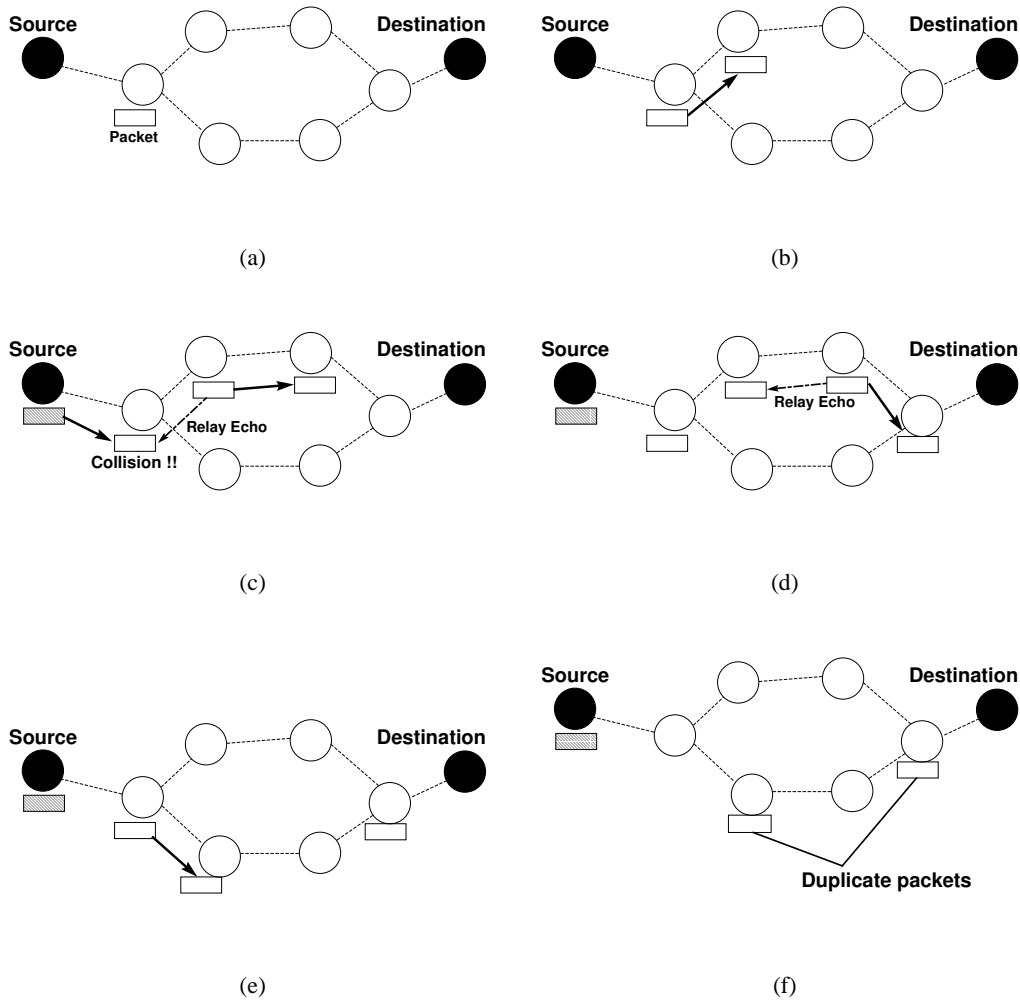 Source
Destination
Packet
(a)
Source
Destination
(b)
Source
Destination
Relay Echo
Collision !!
(c)
Source
Destination
Relay Echo
(d)
Source
Destination
(e)
Source
Destination
Duplicate packets
(f)